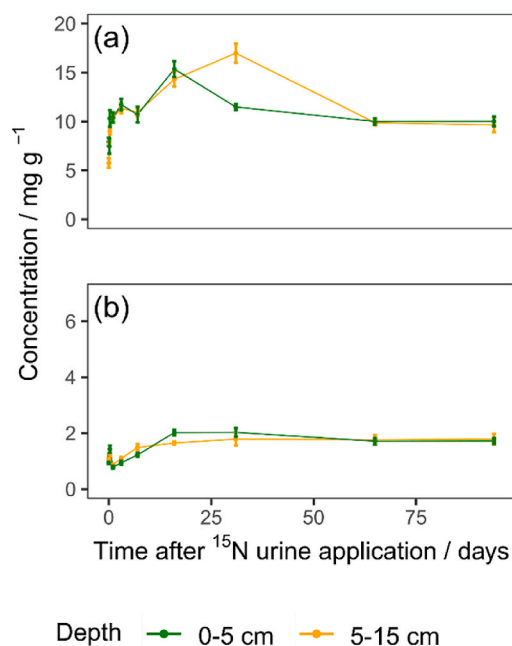 (a)
20
15
10
5
0
Concentration / mg g⁻¹
(b)
6
4
2
0
0 25 50 75
Time after ¹⁵N urine application / days
Depth 0-5 cm 5-15 cm